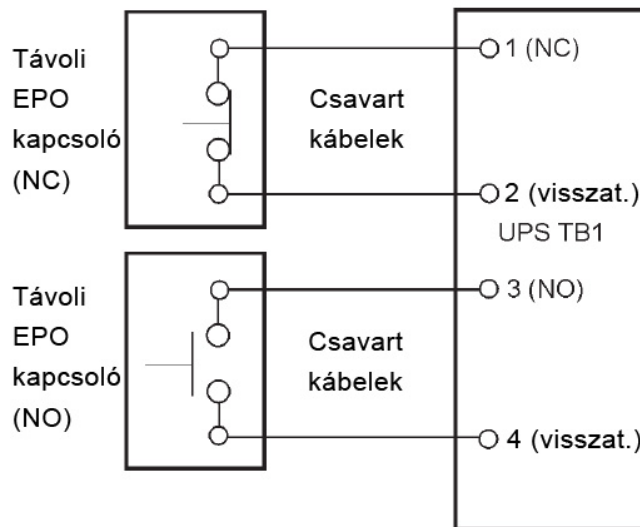 Távoli
EPO
kapcsoló
(NC)
Csavart
kábelek
1 (NC)
2 (visszat.)
UPS TB1
Távoli
EPO
kapcsoló
(NO)
Csavart
kábelek
3 (NO)
4 (visszat.)